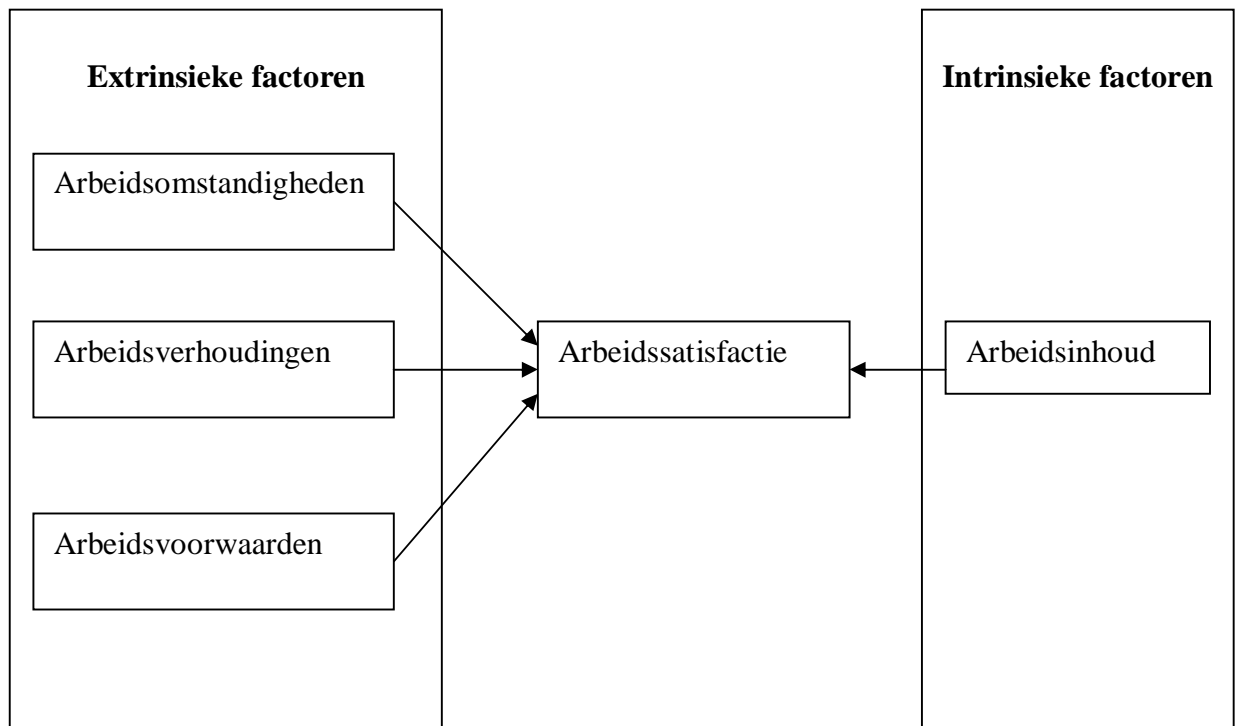 Extrinsieke factoren
Arbeidsomstandigheden
Arbeidsverhoudingen
Arbeidsvoorwaarden
Arbeidssatisfactie
Intrinsieke factoren
Arbeidsinhoud